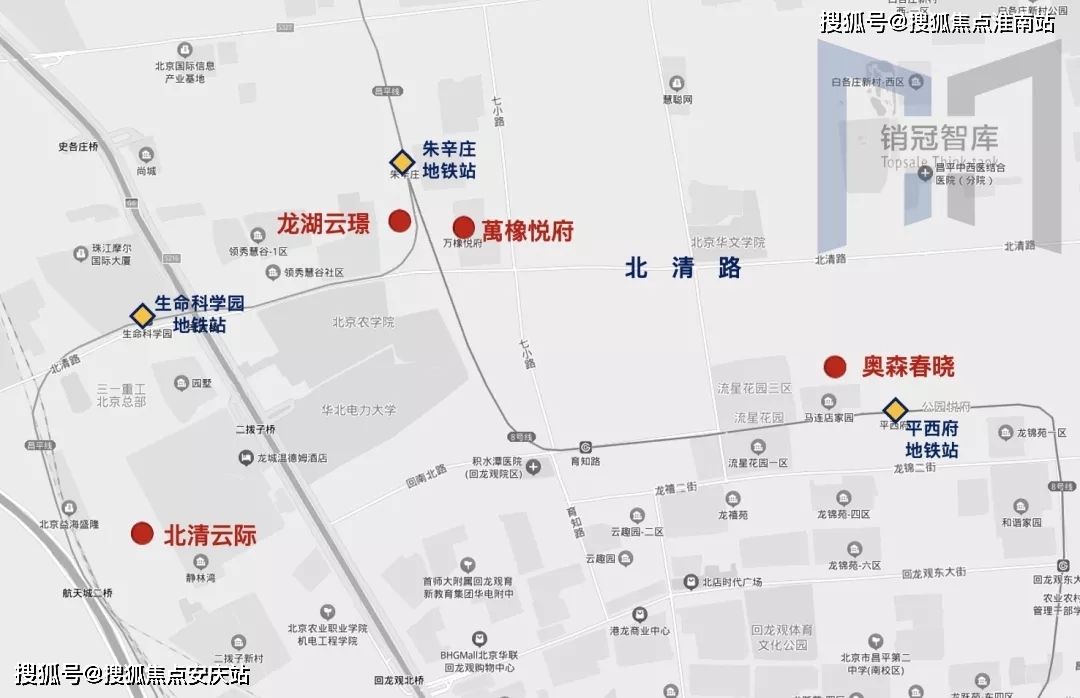 搜狐号@搜狐焦点淮南站
白各庄新村公园
S327
北京国际信息
产业基地
昌平线
七小路
慧聪网
白各庄新村-西区
销冠智库
Topsale Think-tank
昌平中西医结合
医院（分院）
史各庄桥
尚城
朱辛庄
地铁站
朱辛庄
G6
龙湖云璟
萬橡悦府
万橡悦府
领秀慧谷-1区
领秀慧谷社区
珠江摩尔
国际大厦
S216
北京华文学院
北清路
北清路
北清路
生命科学园
地铁站
生命科学园
北京农学院
七小路
北清路
三一重工
北京总部
园墅
华北电力大学
二拨子桥
流星花园三区
奥森春晓
流星花园
马连店家园
公园悦府
平西府
平西府
地铁站
龙锦苑一区
昌平线
8号线
龙城温德姆酒店
积水潭医院
(回龙观院区)
育知路
流星花园一区
龙锦二街
回南北路
龙禧二街
8号线
北京益海盛隆
育知路
云趣园-二区
龙禧苑
龙锦苑-四区
和谐家园
北清云际
静林湾
云趣园
龙锦苑-六区
回龙观东大街
回龙观东大
航天城二桥
首师大附属回龙观育
新教育集团华电附中
北店时代广场
农业农村
管理干部学
北京农业职业学院
机电工程学院
港龙商业中心
回龙观体育
文化公园
二拨子新村
BHGMall北京华联
回龙观购物中心
北京市昌平第二
中学(南校区)
搜狐号@搜狐焦点安庆站
回龙观北桥